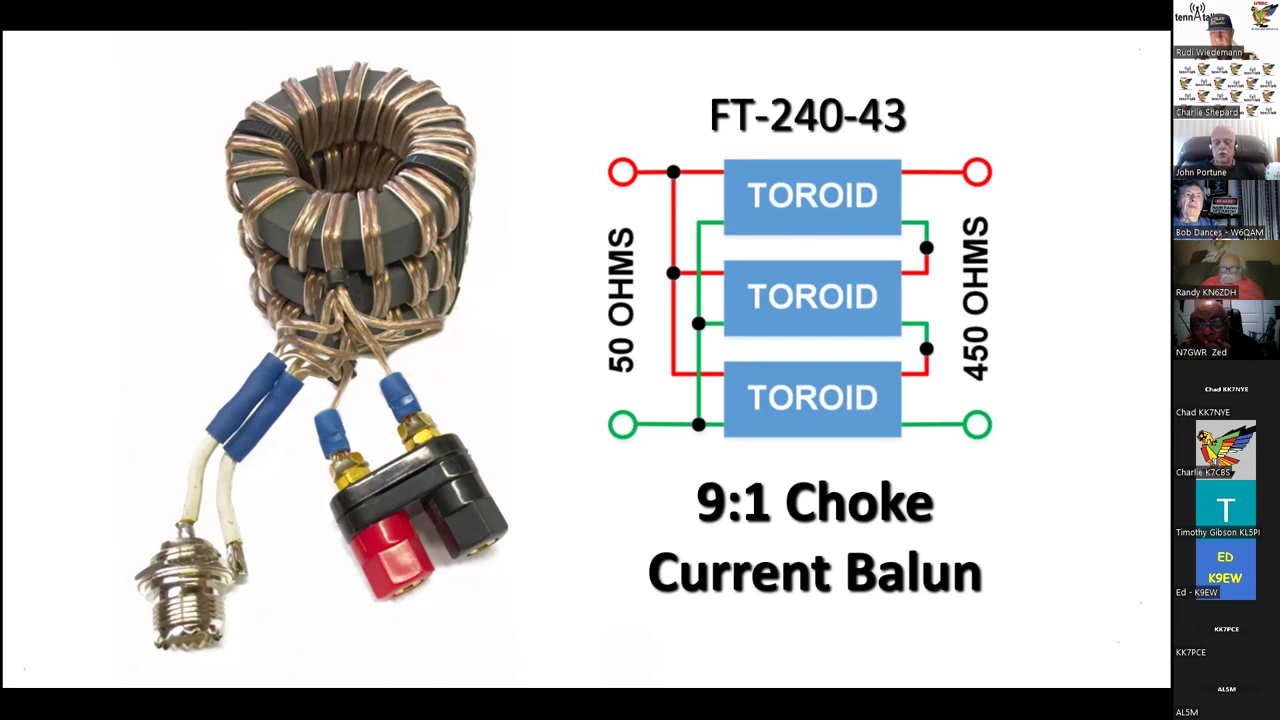 FT-240-43
TOROID
TOROID
TOROID
50 OHMS
450 OHMS
9:1 Choke
Current Balun
tennAtalk
Rudi Wiedemann
Charlie Shepard
John Portune
Bob Dances - W6QAM
Randy KN6ZDH
N7GWR Zed
Chad KK7NYE
Chad KK7NYE
Charlie K7CBS
T
Timothy Gibson KL5PI
ED
K9EW
Ed - K9EW
KK7PCE
KK7PCE
AL5M
AL5M